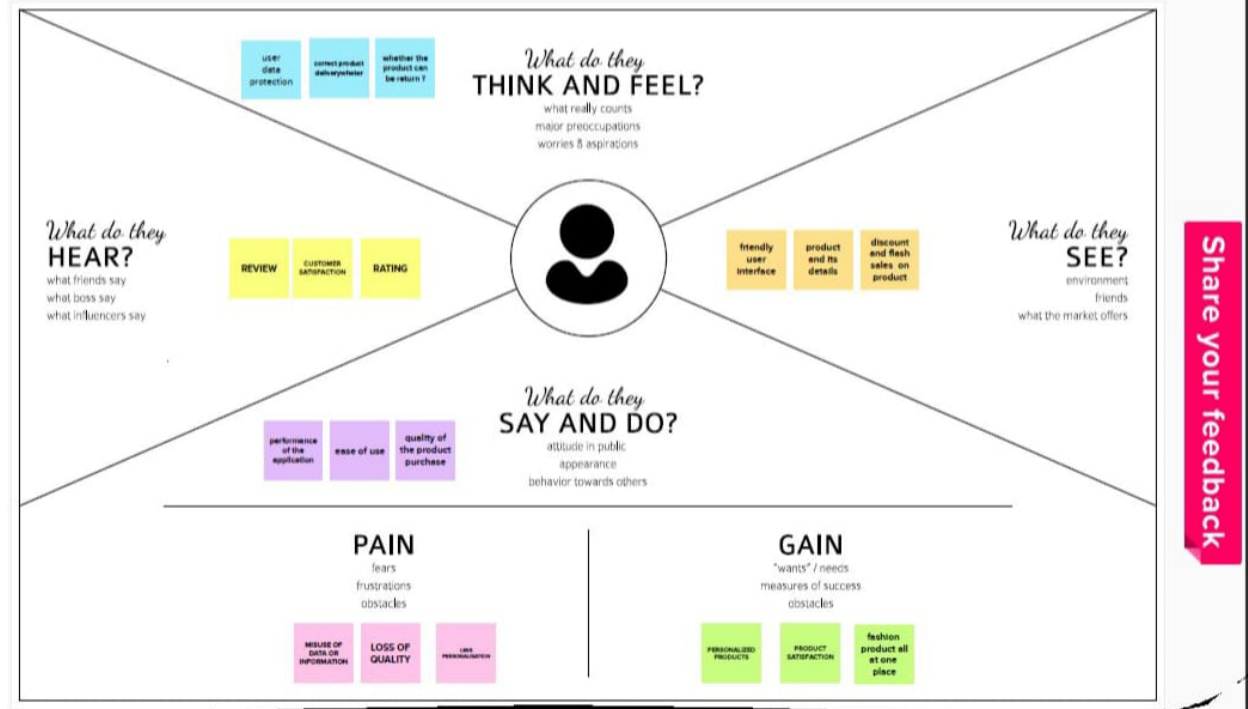 user
data
protection
correct product
whether the
product can
be return ?
What do they
THINK AND FEEL?
what really counts
major preoccupations
worries & aspirations
What do they
HEAR?
what friends say
what boss say
what influencers say
REVIEW
CUSTOMER
SATISFACTION
RATING
friendly
user
interface
product
and its
details
discount
and flash
sales on
product
What do they
SEE?
environment
friends
what the market offers
What do they
SAY AND DO?
attitude in public
appearance
behavior towards others
performance
of the
application
ease of use
quality of
the product
purchase
PAIN
fears
frustrations
obstacles
MISUSE OF
DATA OR
INFORMATION
LOSS OF
QUALITY
LESS
PERSONALISATION
GAIN
"wants" / needs
measures of success
obstacles
PERSONALIZED
PRODUCTS
PRODUCT
SATISFACTION
fashion
product all
at one
place
Share your feedback